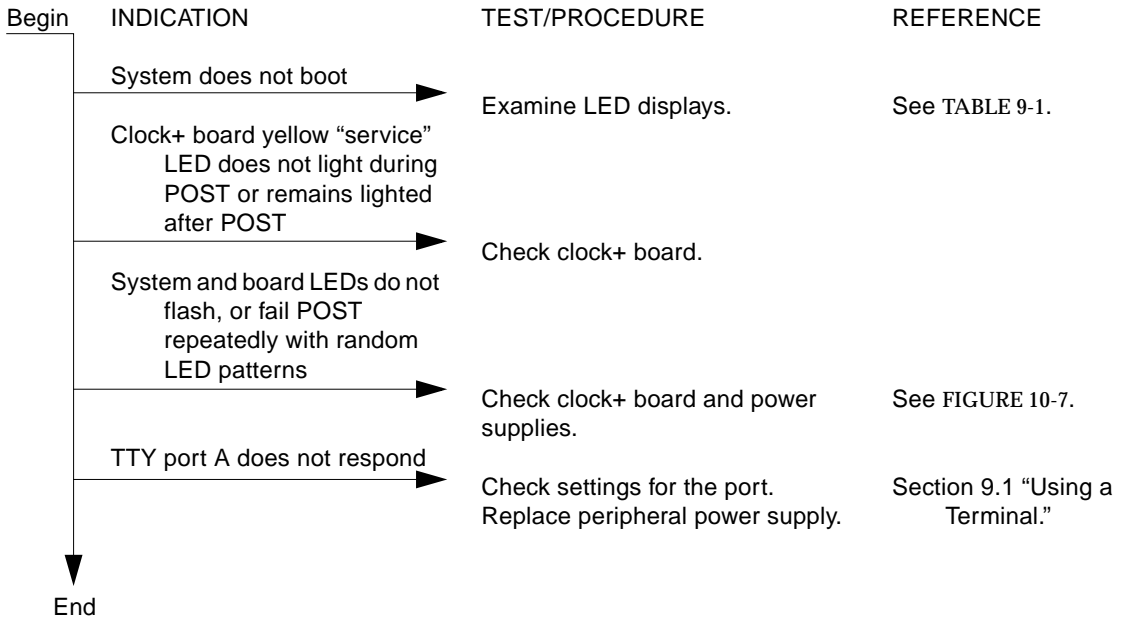 Begin INDICATION TEST/PROCEDURE REFERENCE
System does not boot
Examine LED displays. See TABLE 9-1.
Clock+ board yellow “service”
LED does not light during
POST or remains lighted
after POST
Check clock+ board.
System and board LEDs do not
flash, or fail POST
repeatedly with random
LED patterns
Check clock+ board and power See FIGURE 10-7.
supplies.
TTY port A does not respond
Check settings for the port. Section 9.1 “Using a
Replace peripheral power supply. Terminal.”
End